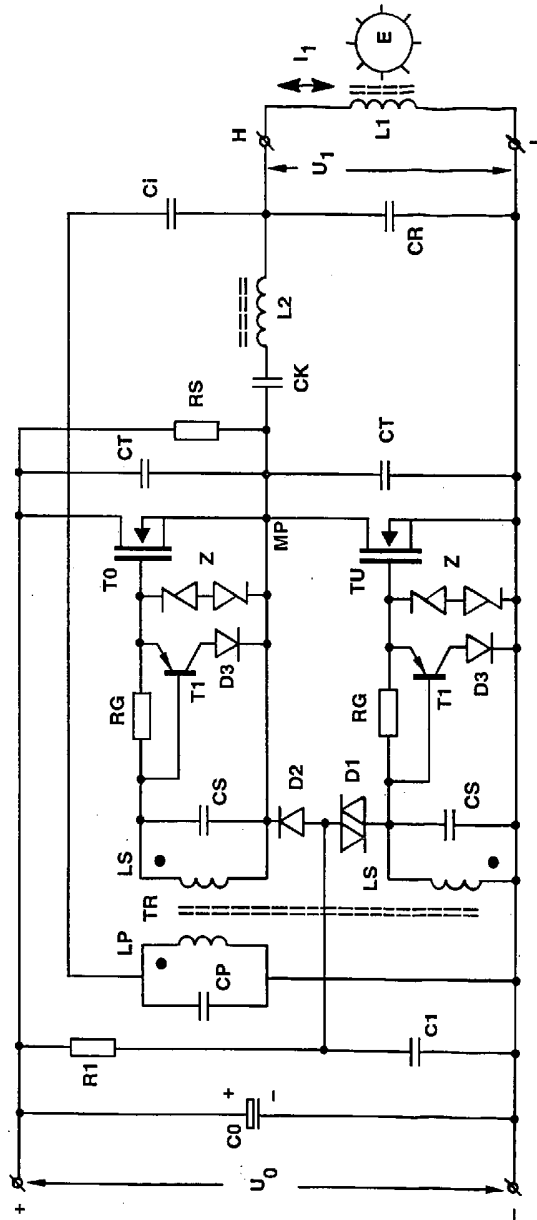 +
U0
−
C0
+
−
R1
C1
LP
CP
TR
LS
CS
RG
T1
D3
Z
T0
CT
RS
MP
D2
D1
LS
CS
RG
T1
D3
Z
TU
CT
CK
L2
Ci
CR
H
U1
I1
L1
E